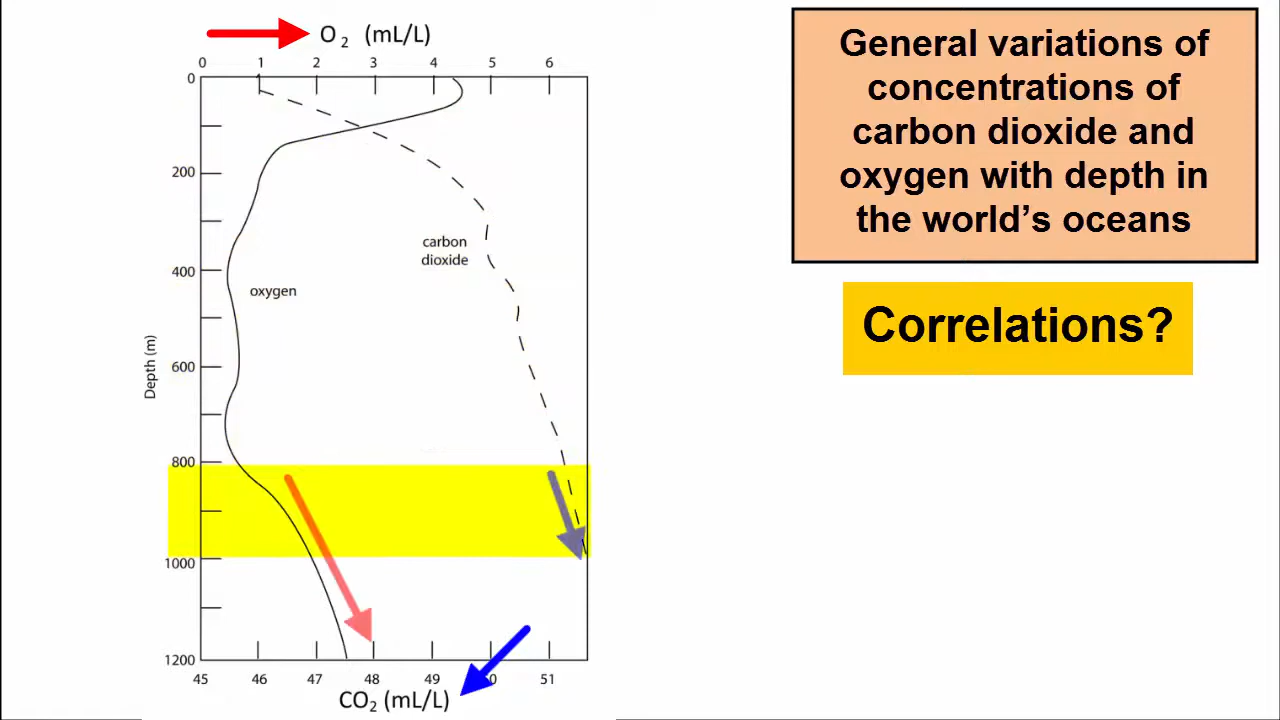 O₂ (mL/L)
0 1 2 3 4 5 6
0
200
400
600
800
1000
1200
Depth (m)
carbon
dioxide
oxygen
45 46 47 48 49 0 51
CO₂ (mL/L)
General variations of
concentrations of
carbon dioxide and
oxygen with depth in
the world’s oceans
Correlations?